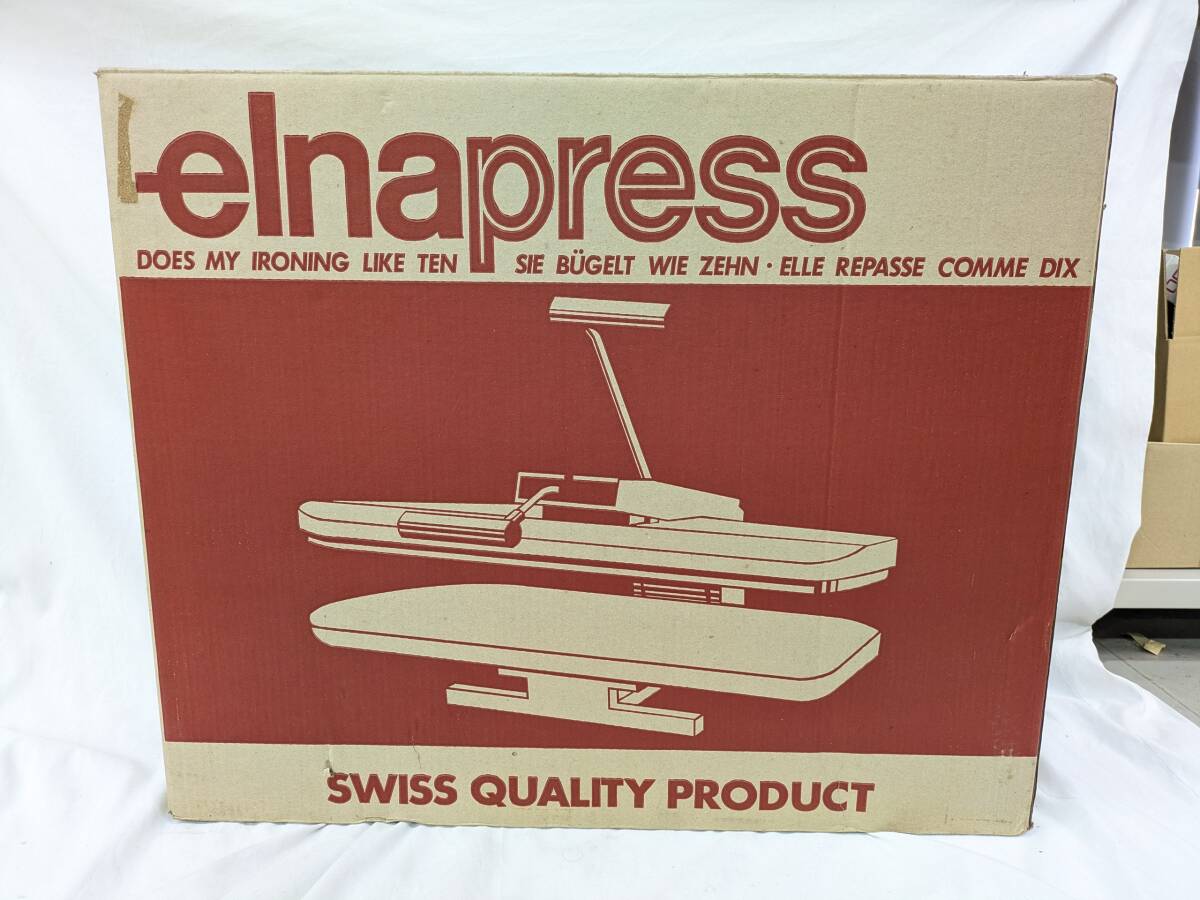 elnapress
DOES MY IRONING LIKE TEN SIE BÜGELT WIE ZEHN · ELLE REPASSE COMME DIX
SWISS QUALITY PRODUCT